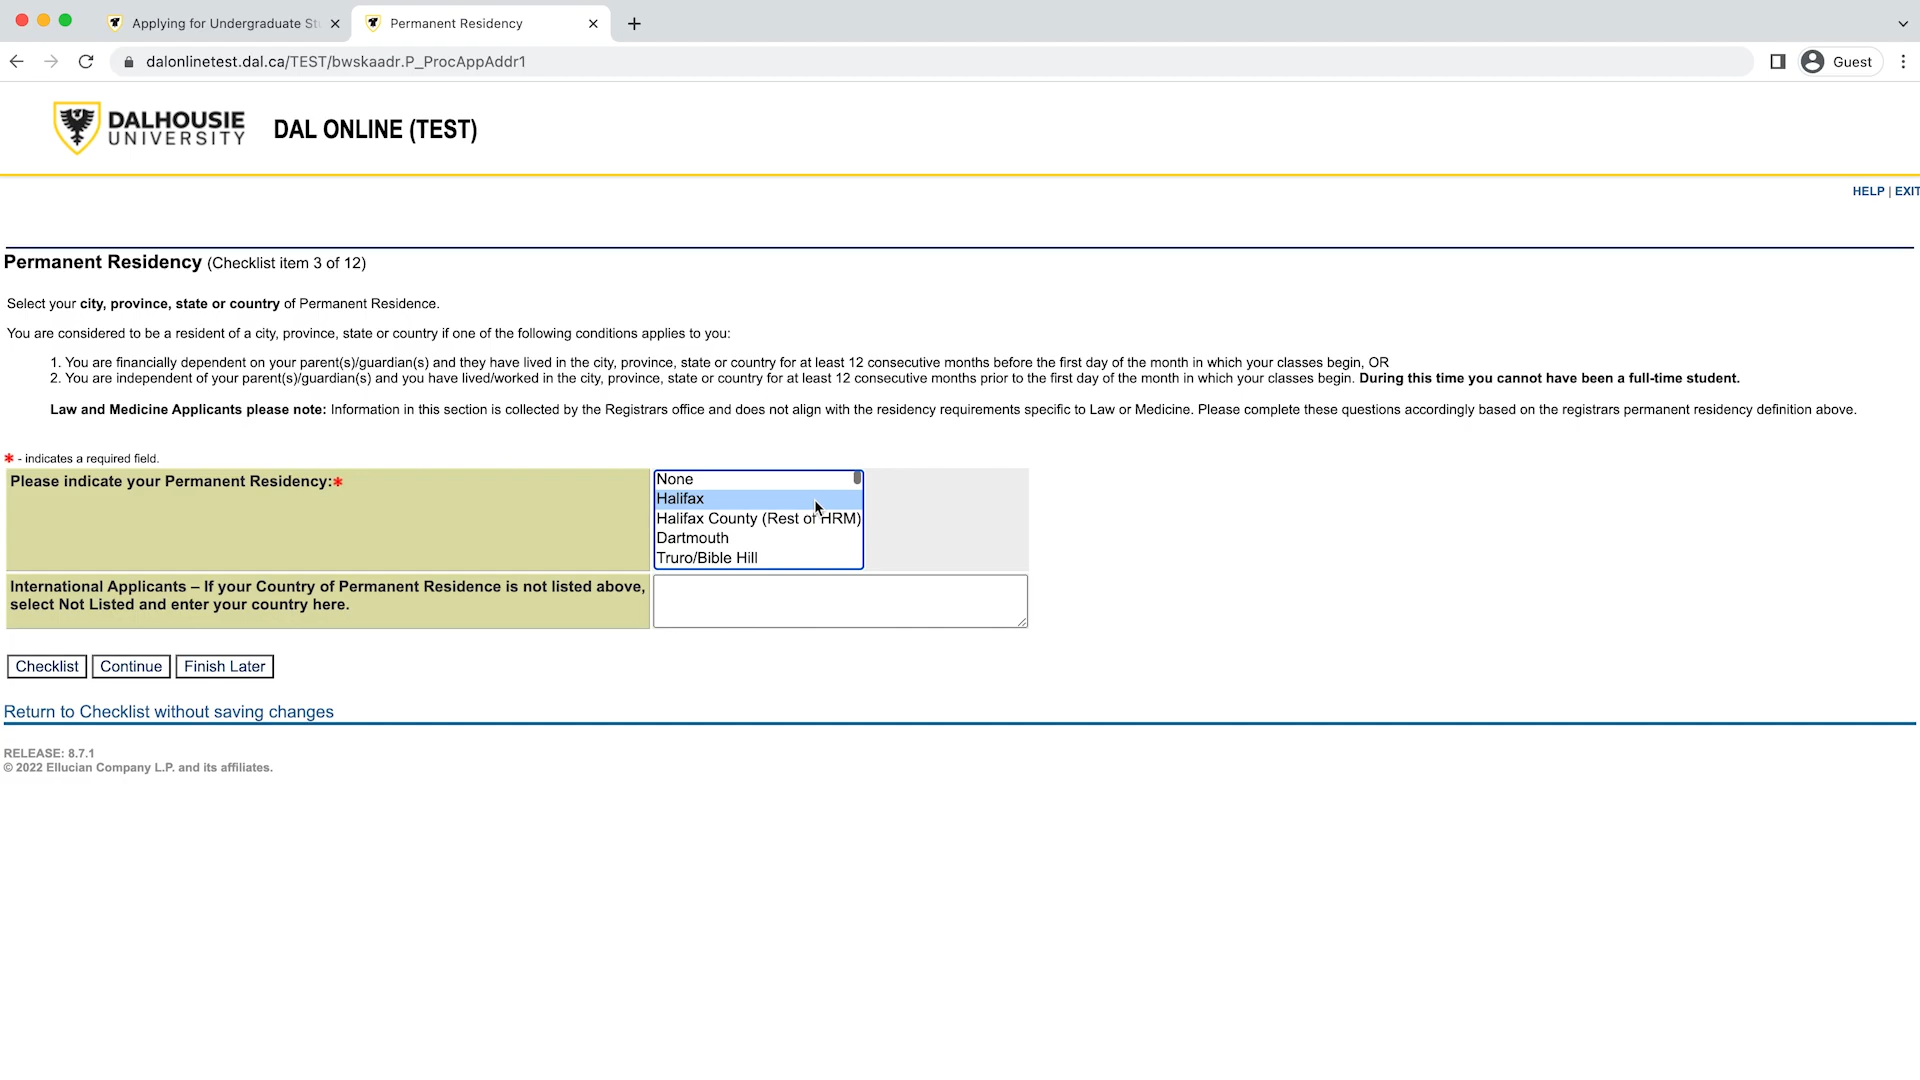 Applying for Undergraduate St
Permanent Residency
dalonlinetest.dal.ca/TEST/bwskaadr.P_ProcAppAddr1
Guest
DALHOUSIE
UNIVERSITY
DAL ONLINE (TEST)
HELP | EXIT
Permanent Residency (Checklist item 3 of 12)
Select your city, province, state or country of Permanent Residence.
You are considered to be a resident of a city, province, state or country if one of the following conditions applies to you:
1. You are financially dependent on your parent(s)/guardian(s) and they have lived in the city, province, state or country for at least 12 consecutive months before the first day of the month in which your classes begin, OR
2. You are independent of your parent(s)/guardian(s) and you have lived/worked in the city, province, state or country for at least 12 consecutive months prior to the first day of the month in which your classes begin. During this time you cannot have been a full-time student.
Law and Medicine Applicants please note: Information in this section is collected by the Registrars office and does not align with the residency requirements specific to Law or Medicine. Please complete these questions accordingly based on the registrars permanent residency definition above.
* - indicates a required field.
Please indicate your Permanent Residency:*
None
Halifax
Halifax County (Rest of HRM)
Dartmouth
Truro/Bible Hill
International Applicants – If your Country of Permanent Residence is not listed above,
select Not Listed and enter your country here.
Checklist Continue Finish Later
Return to Checklist without saving changes
RELEASE: 8.7.1
© 2022 Ellucian Company L.P. and its affiliates.